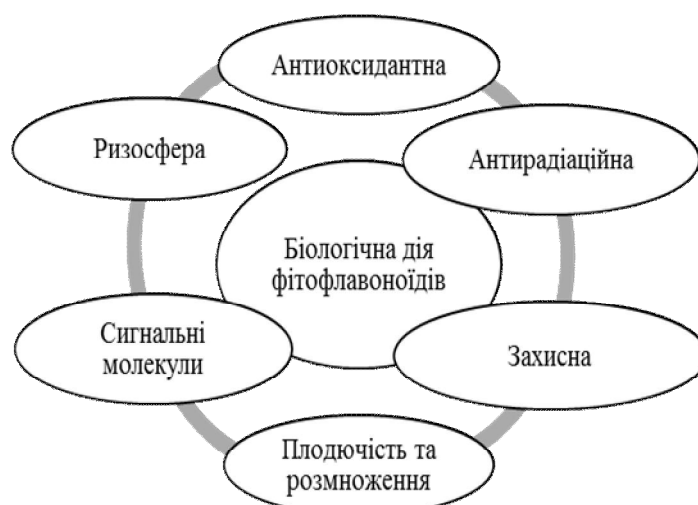 Антиоксидантна
Ризосфера
Антирадіаційна
Біологічна дія
фітофлавоноїдів
Сигнальні
молекули
Захисна
Плодючість та
розмноження